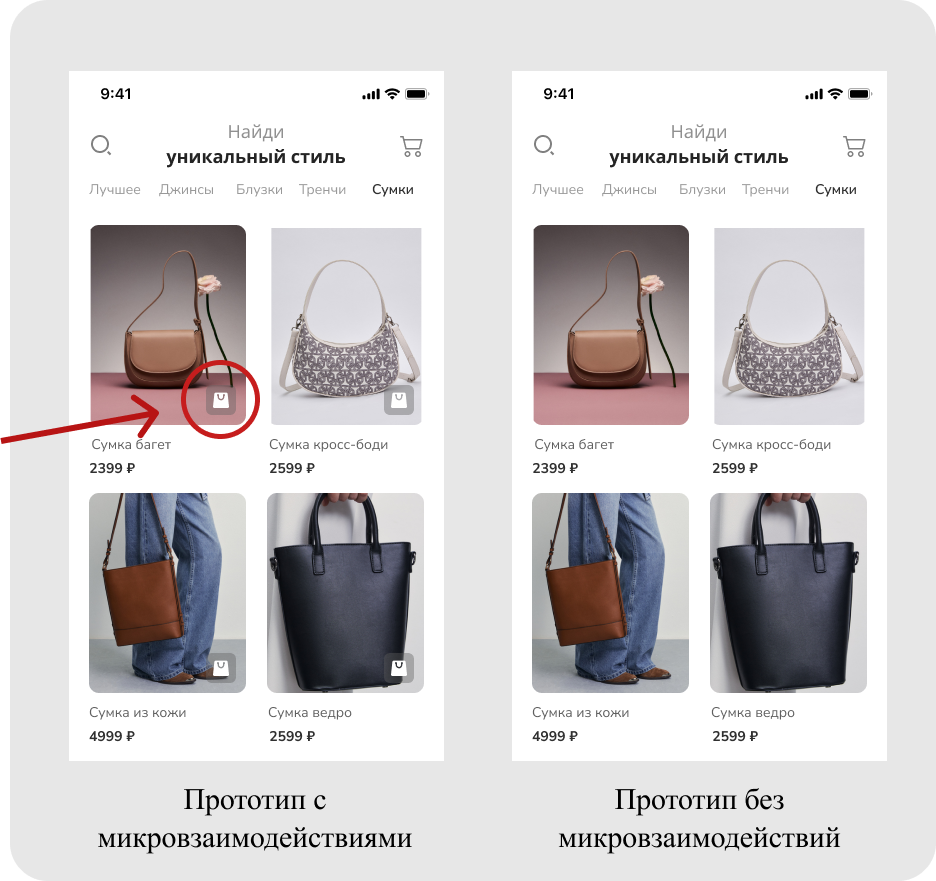 9:41
Найди
уникальный стиль
Лучшее Джинсы Блузки Тренчи Сумки
Сумка багет
2399 ₽
Сумка кросс-боди
2599 ₽
Сумка из кожи
4999 ₽
Сумка ведро
2599 ₽
Прототип с
микровзаимодействиями
9:41
Найди
уникальный стиль
Лучшее Джинсы Блузки Тренчи Сумки
Сумка багет
2399 ₽
Сумка кросс-боди
2599 ₽
Сумка из кожи
4999 ₽
Сумка ведро
2599 ₽
Прототип без
микровзаимодействий